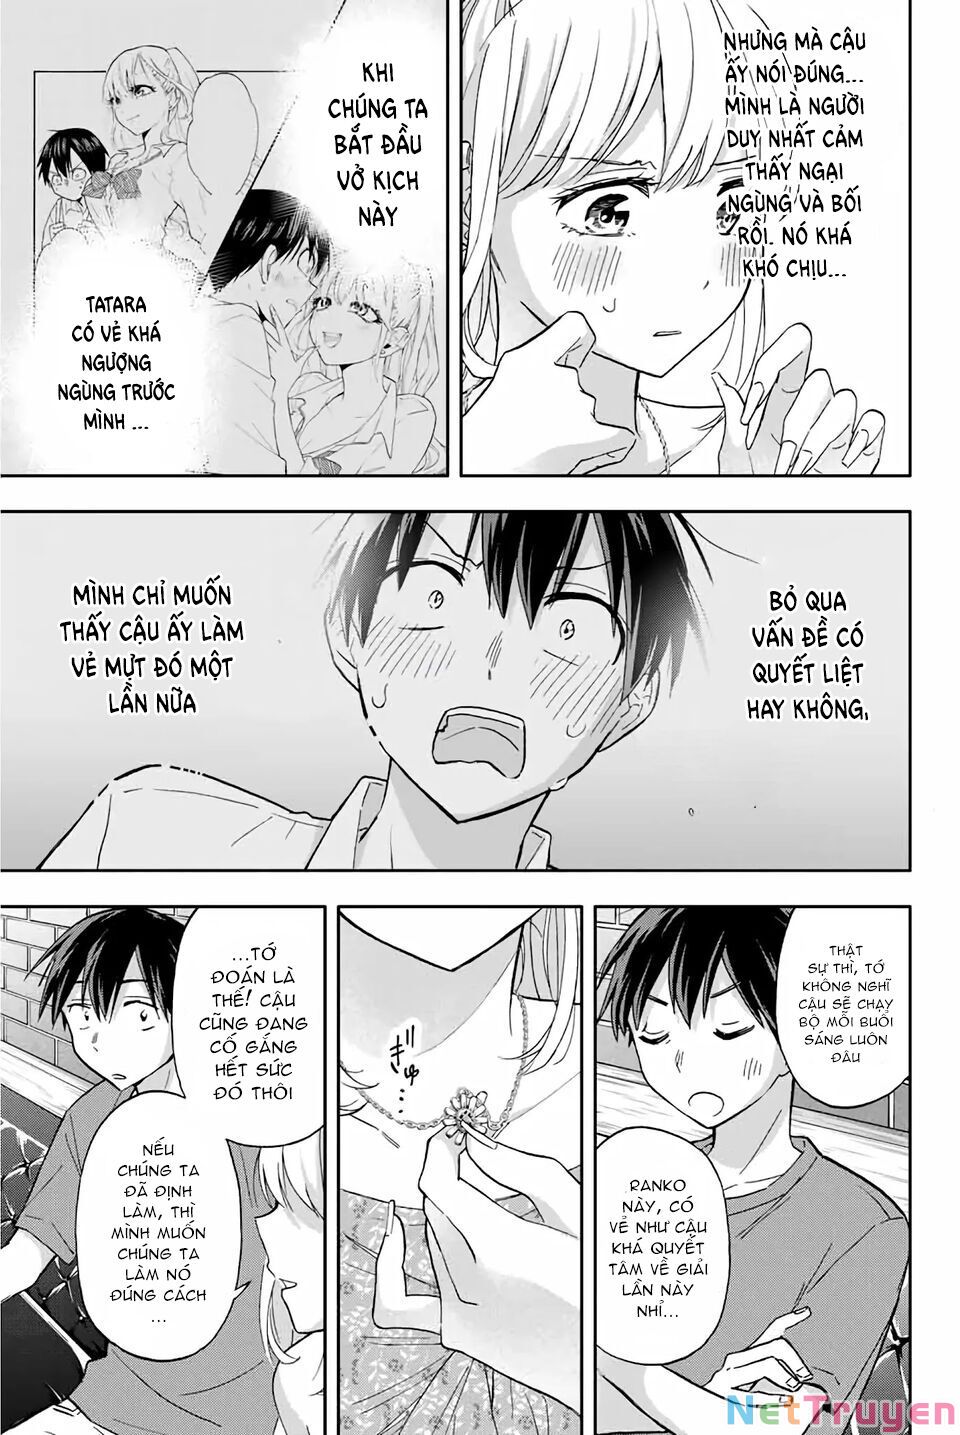 NHƯNG MÀ CẬU
ẤY NÓI ĐÚNG...
MÌNH LÀ NGƯỜI
DUY NHẤT CẢM
THẤY NGẠI
NGÙNG VÀ BỐI
RỒI. NÓ KHÁ
KHÓ CHỊU...
KHI
CHÚNG TA
BẮT ĐẦU
VỞ KỊCH
NÀY
TATARA
CÓ VẺ KHÁ
NGƯỢNG
NGÙNG TRƯỚC
MÌNH ...
BỎ QUA
VẤN ĐỀ CÓ
QUYẾT LIỆT
HAY KHÔNG,
MÌNH CHỈ MUỐN
THẤY CẬU ẤY LÀM
VẺ MỰT ĐÓ MỘT
LẦN NỮA
THẬT
SỰ THÌ, TỚ
KHÔNG NGHĨ
CẬU SẼ CHẠY
BỘ MỖI BUỔI
SÁNG LUÔN
ĐÂU
RANKO
NÀY, CÓ
VẺ NHƯ CẬU
KHÁ QUYẾT
TÂM VỀ GIẢI
LẦN NÀY
NHỈ...
ぎゅ...
...TỚ
ĐOÁN LÀ
THẾ! CẬU
CŨNG ĐANG
CỐ GẮNG
HẾT SỨC
ĐÓ THÔI
NẾU
CHÚNG TA
ĐÃ ĐỊNH
LÀM, THÌ
MÌNH MUỐN
CHÚNG TA
LÀM NÓ
ĐÚNG CÁCH
...
NetTruyen